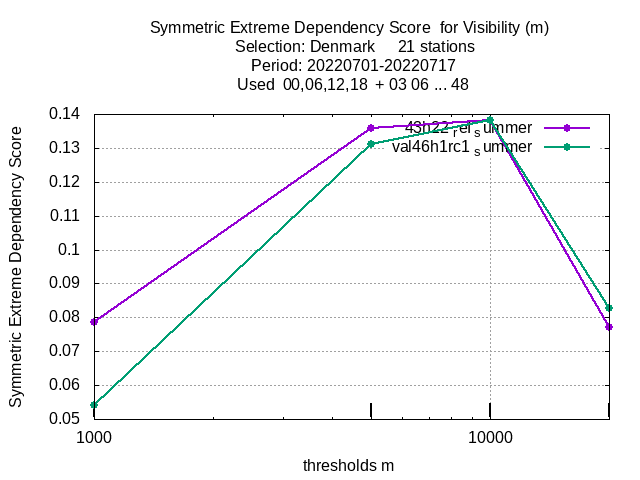 Symmetric Extreme Dependency Score for Visibility (m)
Selection: Denmark 21 stations
Period: 20220701-20220717
Used 00,06,12,18 + 03 06 ... 48
Symmetric Extreme Dependency Score
0.14
0.13
0.12
0.11
0.1
0.09
0.08
0.07
0.06
0.05
43h22_ref_summer
val46h1rc1_summer
1000
10000
thresholds m